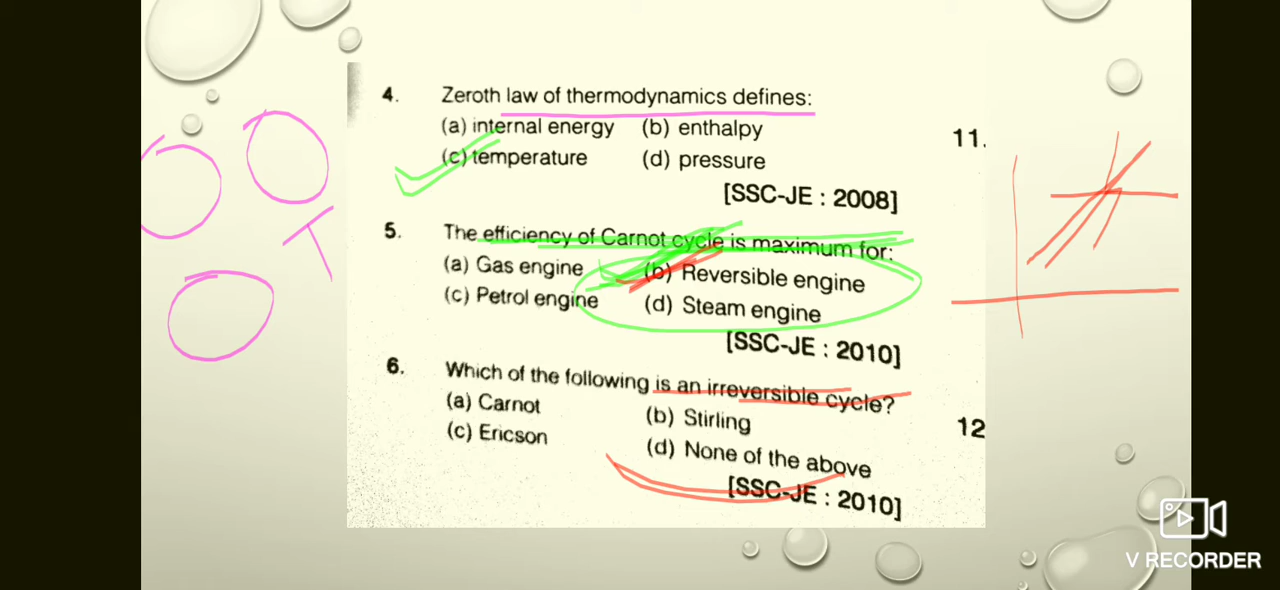 4. Zeroth law of thermodynamics defines:
(a) internal energy (b) enthalpy
(c) temperature (d) pressure
[SSC-JE : 2008]
5. The efficiency of Carnot cycle is maximum for:
(a) Gas engine (b) Reversible engine
(c) Petrol engine (d) Steam engine
[SSC-JE : 2010]
6. Which of the following is an irreversible cycle?
(a) Carnot (b) Stirling
(c) Ericson (d) None of the above
[SSC-JE : 2010]
11.
12
T
V RECORDER